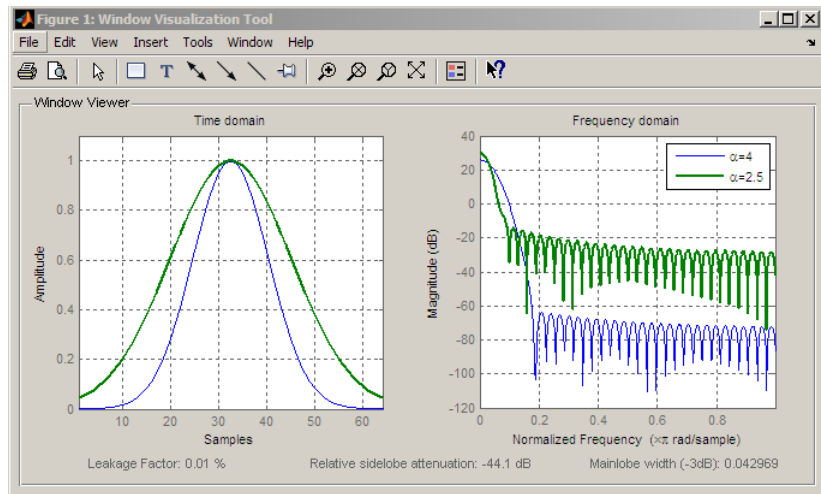 Figure 1: Window Visualization Tool
File Edit View Insert Tools Window Help
T
?
Window Viewer
Time domain
Amplitude
1
0.8
0.6
0.4
0.2
0
10 20 30 40 50 60
Samples
Frequency domain
Magnitude (dB)
40
20
0
-20
-40
-60
-80
-100
-120
α=4
α=2.5
0 0.2 0.4 0.6 0.8
Normalized Frequency (×π rad/sample)
Leakage Factor: 0.01 % Relative sidelobe attenuation: -44.1 dB Mainlobe width (-3dB): 0.042969